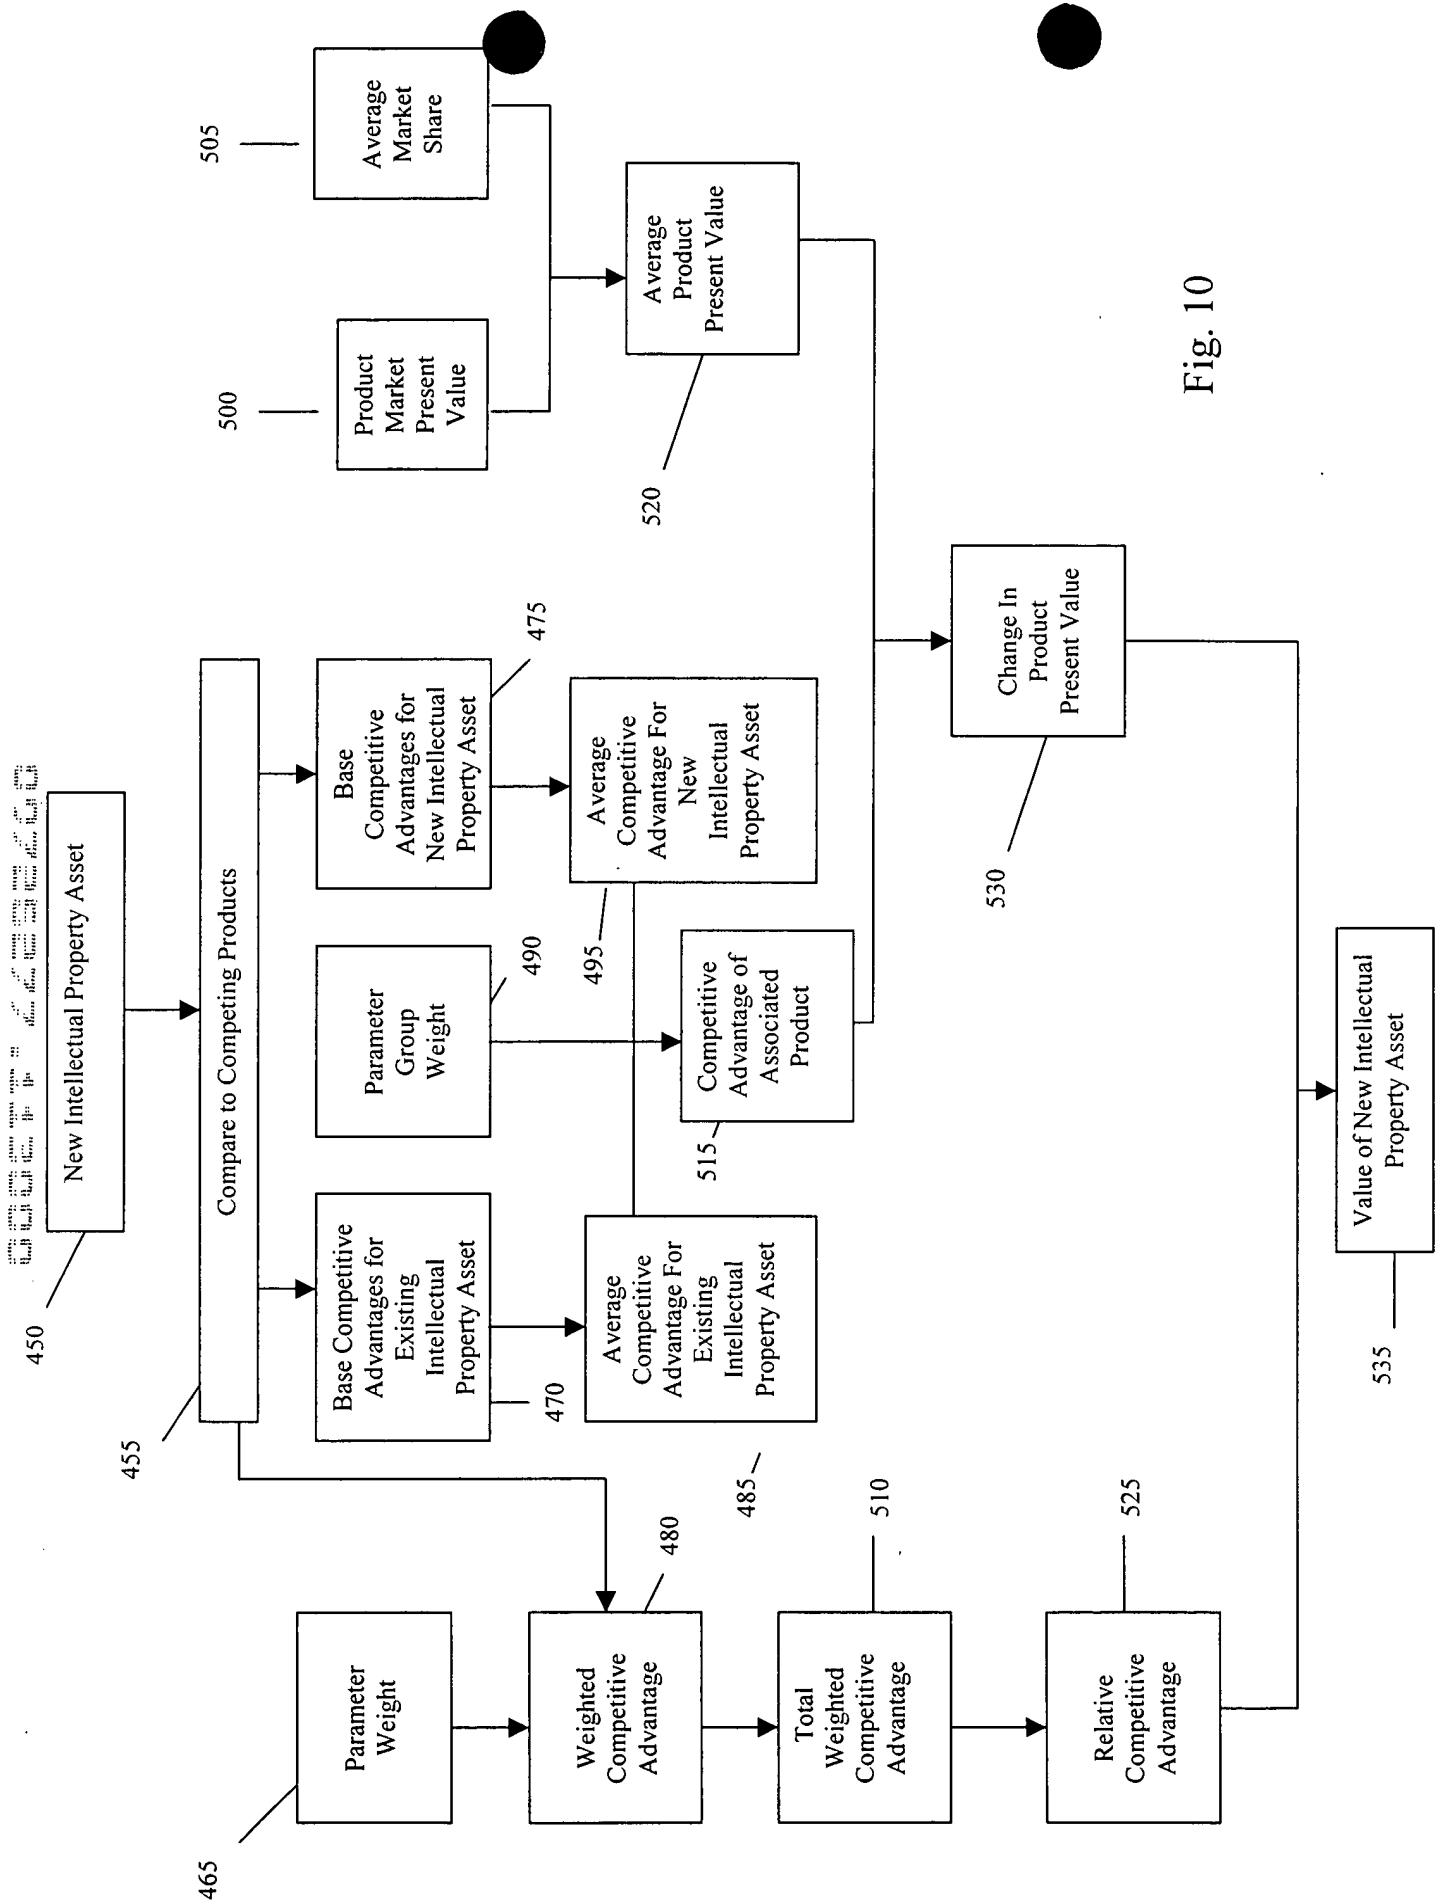 450
New Intellectual Property Asset
455
Compare to Competing Products
465
Parameter
Weight
Base Competitive
Advantages for
Existing
Intellectual
Property Asset
470
Parameter
Group
Weight
490
Base
Competitive
Advantages for
New Intellectual
Property Asset
475
500
Product
Market
Present
Value
505
Average
Market
Share
Weighted
Competitive
Advantage
480
Average
Competitive
Advantage For
Existing
Intellectual
Property Asset
485
495
Average
Competitive
Advantage For
New
Intellectual
Property Asset
515
Competitive
Advantage of
Associated
Product
520
Average
Product
Present Value
Total
Weighted
Competitive
Advantage
510
530
Change In
Product
Present Value
Relative
Competitive
Advantage
525
535
Value of New Intellectual
Property Asset
Fig. 10